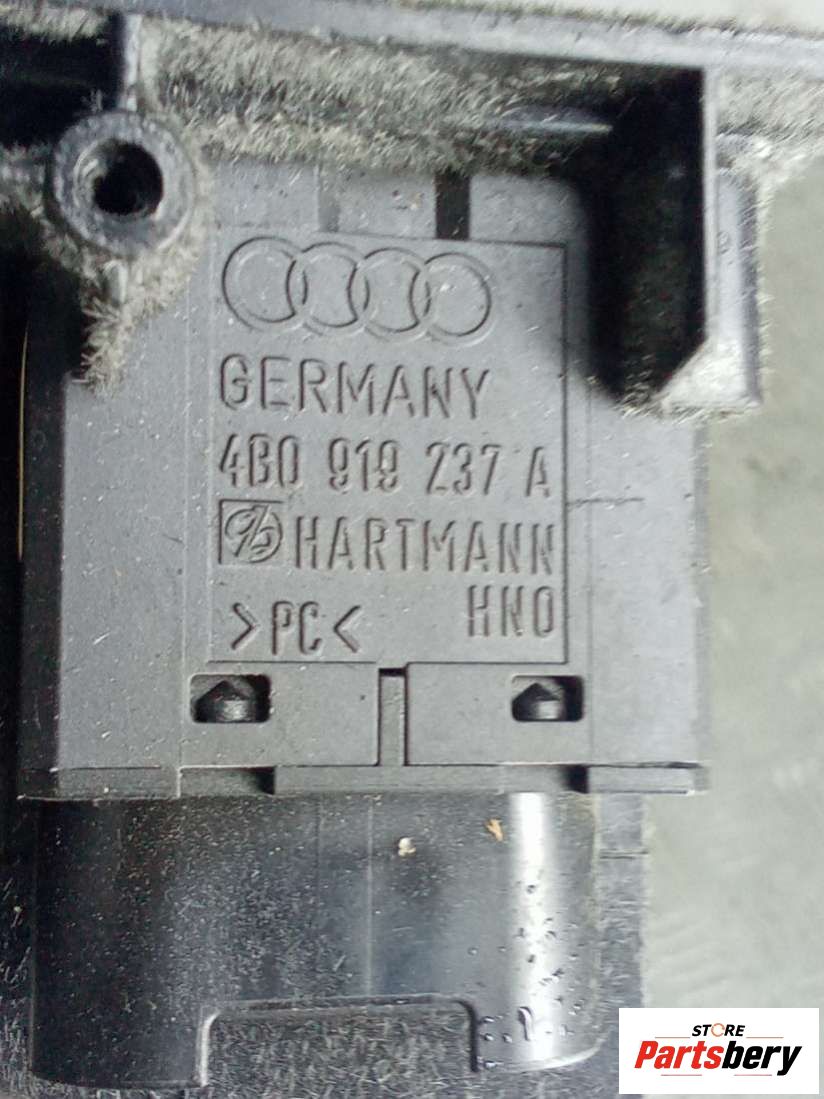 GERMANY
4B0 919 237 A
HARTMANN
>PC< HNO
STORE
Partsbery